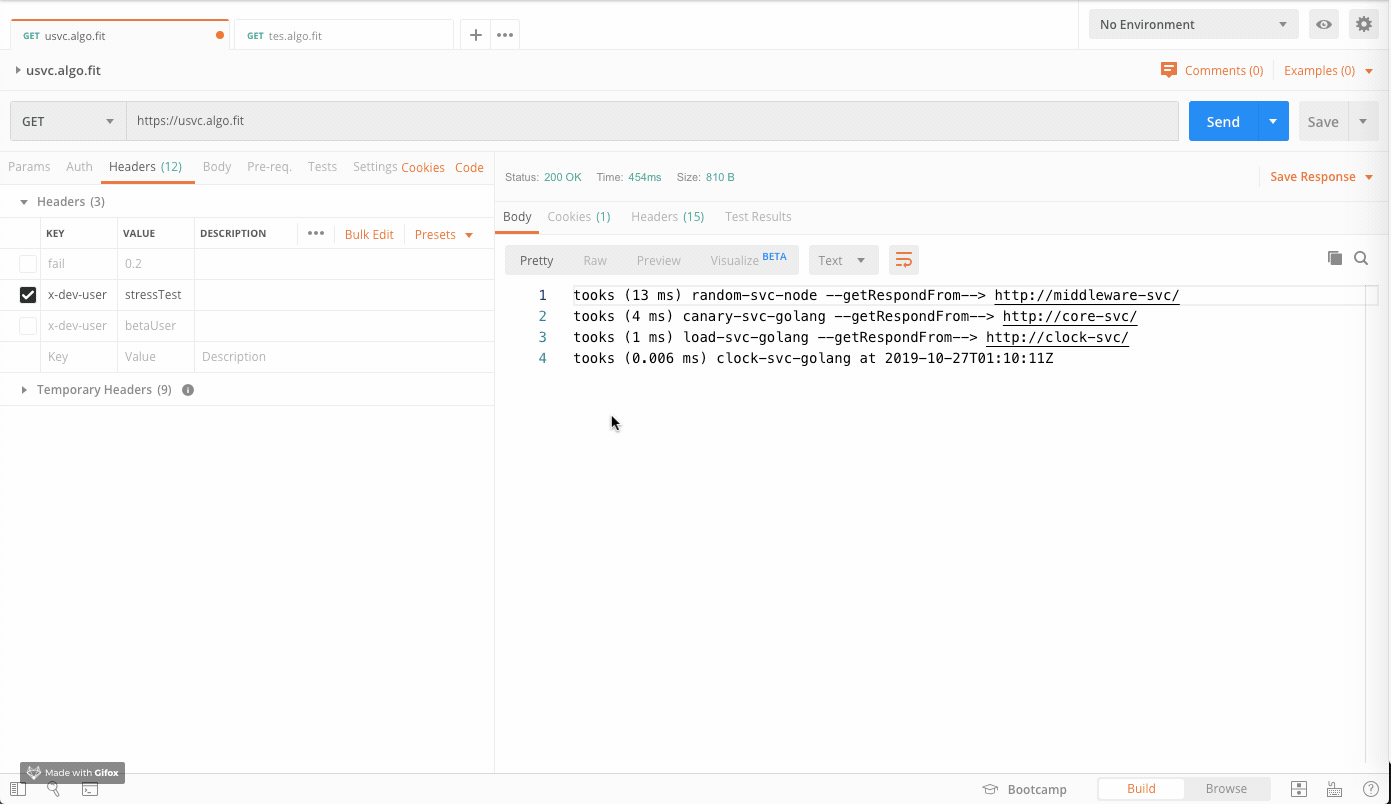 GET usvc.algo.fit
GET tes.algo.fit
No Environment
usvc.algo.fit
Comments (0)
Examples (0)
GET
https://usvc.algo.fit
Send
Save
Params Auth Headers (12) Body Pre-req. Tests Settings Cookies Code
Status: 200 OK Time: 454ms Size: 810 B
Save Response
Headers (3)
Body Cookies (1) Headers (15) Test Results
KEY VALUE DESCRIPTION ••• Bulk Edit Presets
Pretty Raw Preview Visualize BETA Text
fail 0.2
x-dev-user stressTest
x-dev-user betaUser
Key Value Description
Temporary Headers (9)
1 tooks (13 ms) random-svc-node --getRespondFrom--> http://middleware-svc/
2 tooks (4 ms) canary-svc-golang --getRespondFrom--> http://core-svc/
3 tooks (1 ms) load-svc-golang --getRespondFrom--> http://clock-svc/
4 tooks (0.006 ms) clock-svc-golang at 2019-10-27T01:10:11Z
Made with Gifox
Bootcamp
Build
Browse